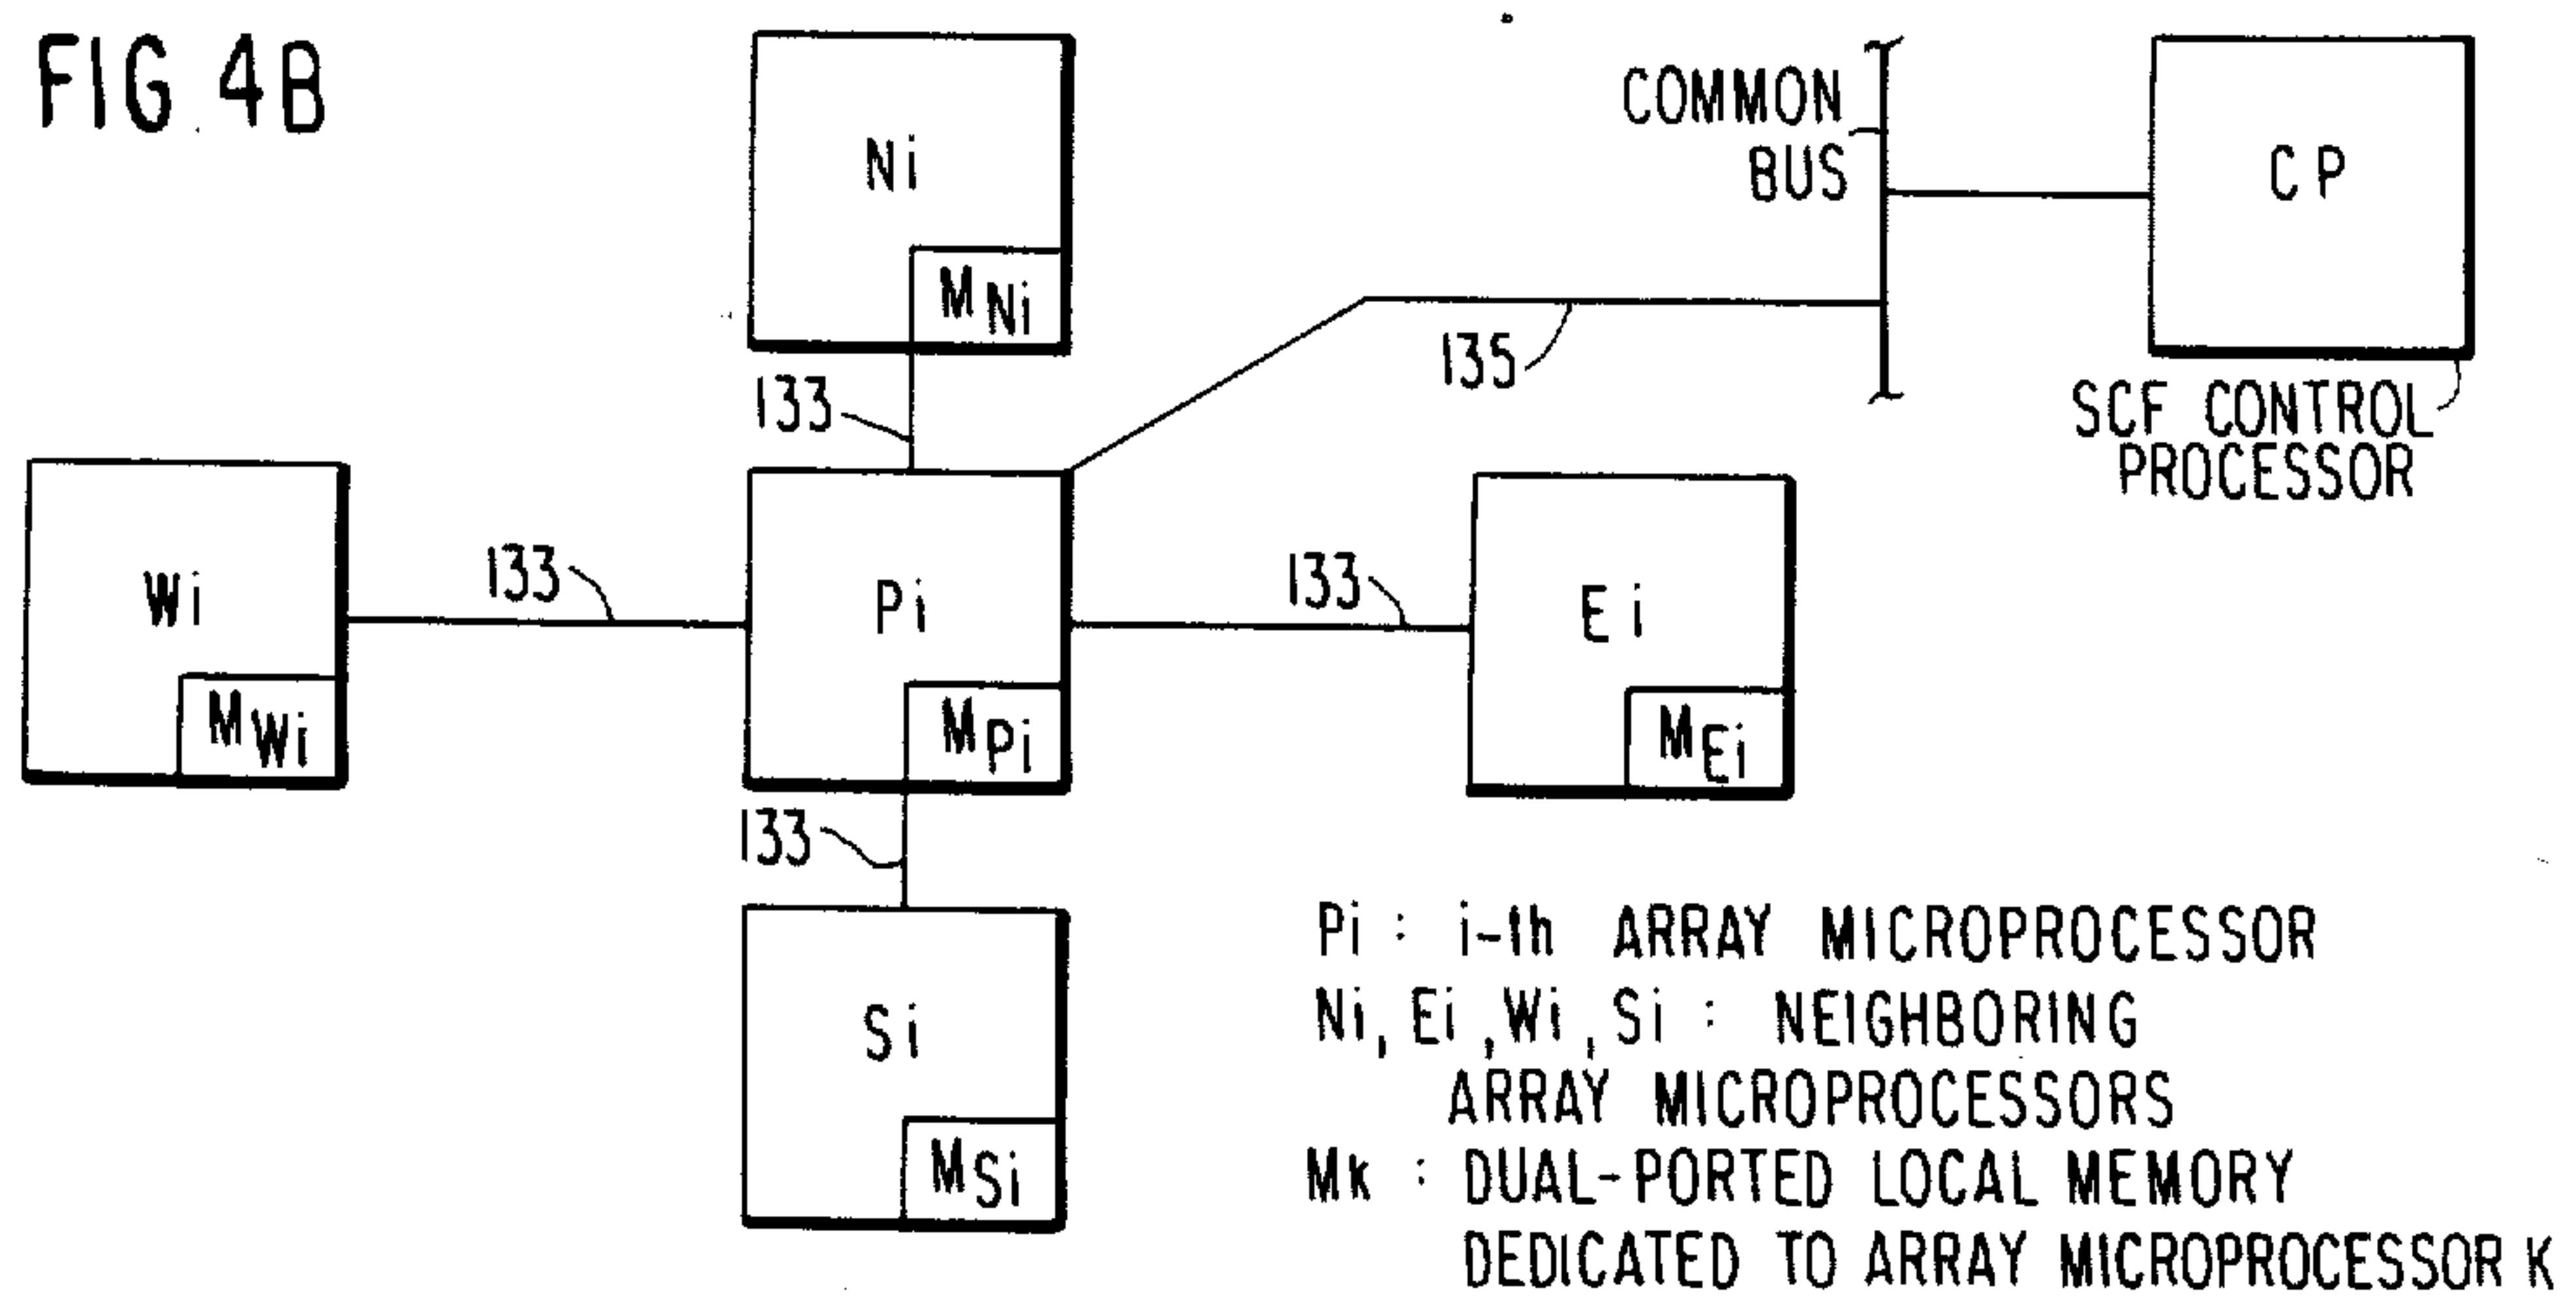 FIG 4B
Ni
MNi
COMMON
BUS
CP
SCF CONTROL
PROCESSOR
135
133
Wi
MWi
133
Pi
MPi
133
Ei
MEi
133
Si
MSi
Pi : i-th ARRAY MICROPROCESSOR
Ni, Ei, Wi, Si : NEIGHBORING
ARRAY MICROPROCESSORS
Mk : DUAL-PORTED LOCAL MEMORY
DEDICATED TO ARRAY MICROPROCESSOR K